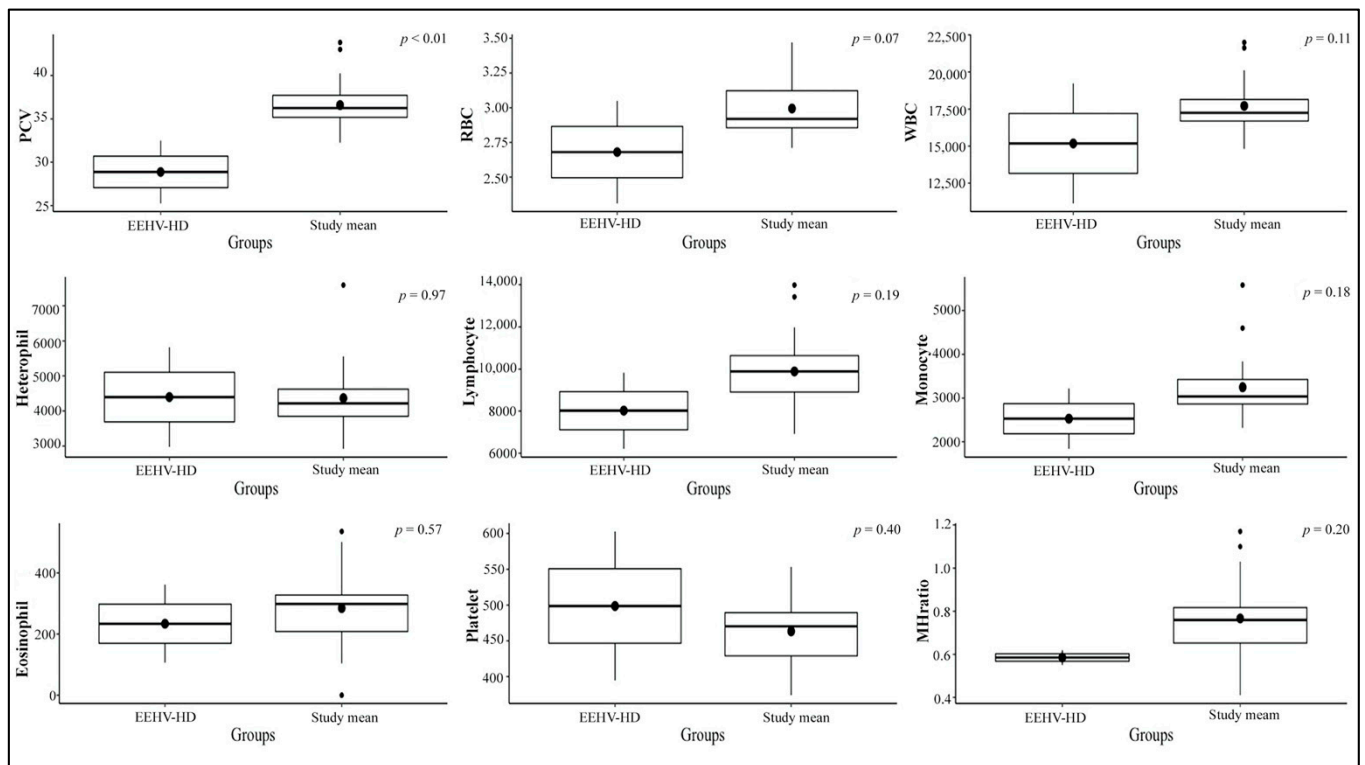 p < 0.01
PCV
40
35
30
25
EEHV-HD
Study mean
Groups
p = 0.07
RBC
3.50
3.25
3.00
2.75
2.50
EEHV-HD
Study mean
Groups
p = 0.11
WBC
22,500
20,000
17,500
15,000
12,500
EEHV-HD
Study mean
Groups
p = 0.97
Heterophil
7000
6000
5000
4000
3000
EEHV-HD
Study mean
Groups
p = 0.19
Lymphocyte
14,000
12,000
10,000
8000
6000
EEHV-HD
Study mean
Groups
p = 0.18
Monocyte
5000
4000
3000
2000
EEHV-HD
Study mean
Groups
p = 0.57
Eosinophil
400
200
0
EEHV-HD
Study mean
Groups
p = 0.40
Platelet
600
550
500
450
400
EEHV-HD
Study mean
Groups
p = 0.20
MHratio
1.2
1.0
0.8
0.6
0.4
EEHV-HD
Study meam
Groups